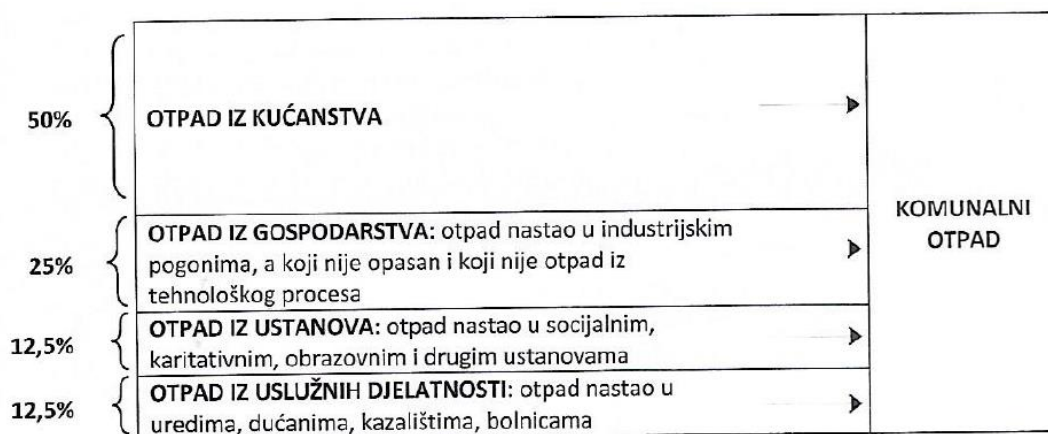 50%
OTPAD IZ KUĆANSTVA
25%
OTPAD IZ GOSPODARSTVA: otpad nastao u industrijskim
pogonima, a koji nije opasan i koji nije otpad iz
tehnološkog procesa
12,5%
OTPAD IZ USTANOVA: otpad nastao u socijalnim,
karitativnim, obrazovnim i drugim ustanovama
12,5%
OTPAD IZ USLUŽNIH DJELATNOSTI: otpad nastao u
uredima, dućanima, kazalištima, bolnicama
KOMUNALNI
OTPAD